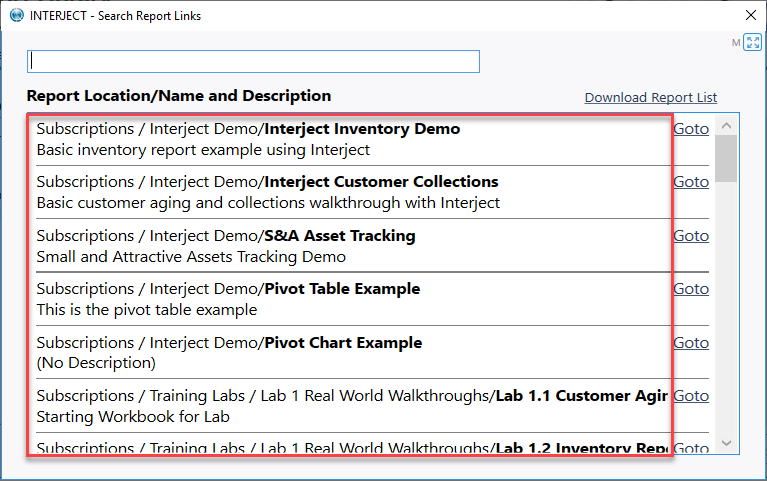 INTERJECT - Search Report Links
M
Report Location/Name and Description
Download Report List
Subscriptions / Interject Demo/Interject Inventory Demo
Goto
Basic inventory report example using Interject
Subscriptions / Interject Demo/Interject Customer Collections
Goto
Basic customer aging and collections walkthrough with Interject
Subscriptions / Interject Demo/S&A Asset Tracking
Goto
Small and Attractive Assets Tracking Demo
Subscriptions / Interject Demo/Pivot Table Example
Goto
This is the pivot table example
Subscriptions / Interject Demo/Pivot Chart Example
Goto
(No Description)
Subscriptions / Training Labs / Lab 1 Real World Walkthroughs/Lab 1.1 Customer Agin
Goto
Starting Workbook for Lab
Subscriptions / Training Labs / Lab 1 Real World Walkthroughs/Lab 1.2 Inventory Repo
Goto